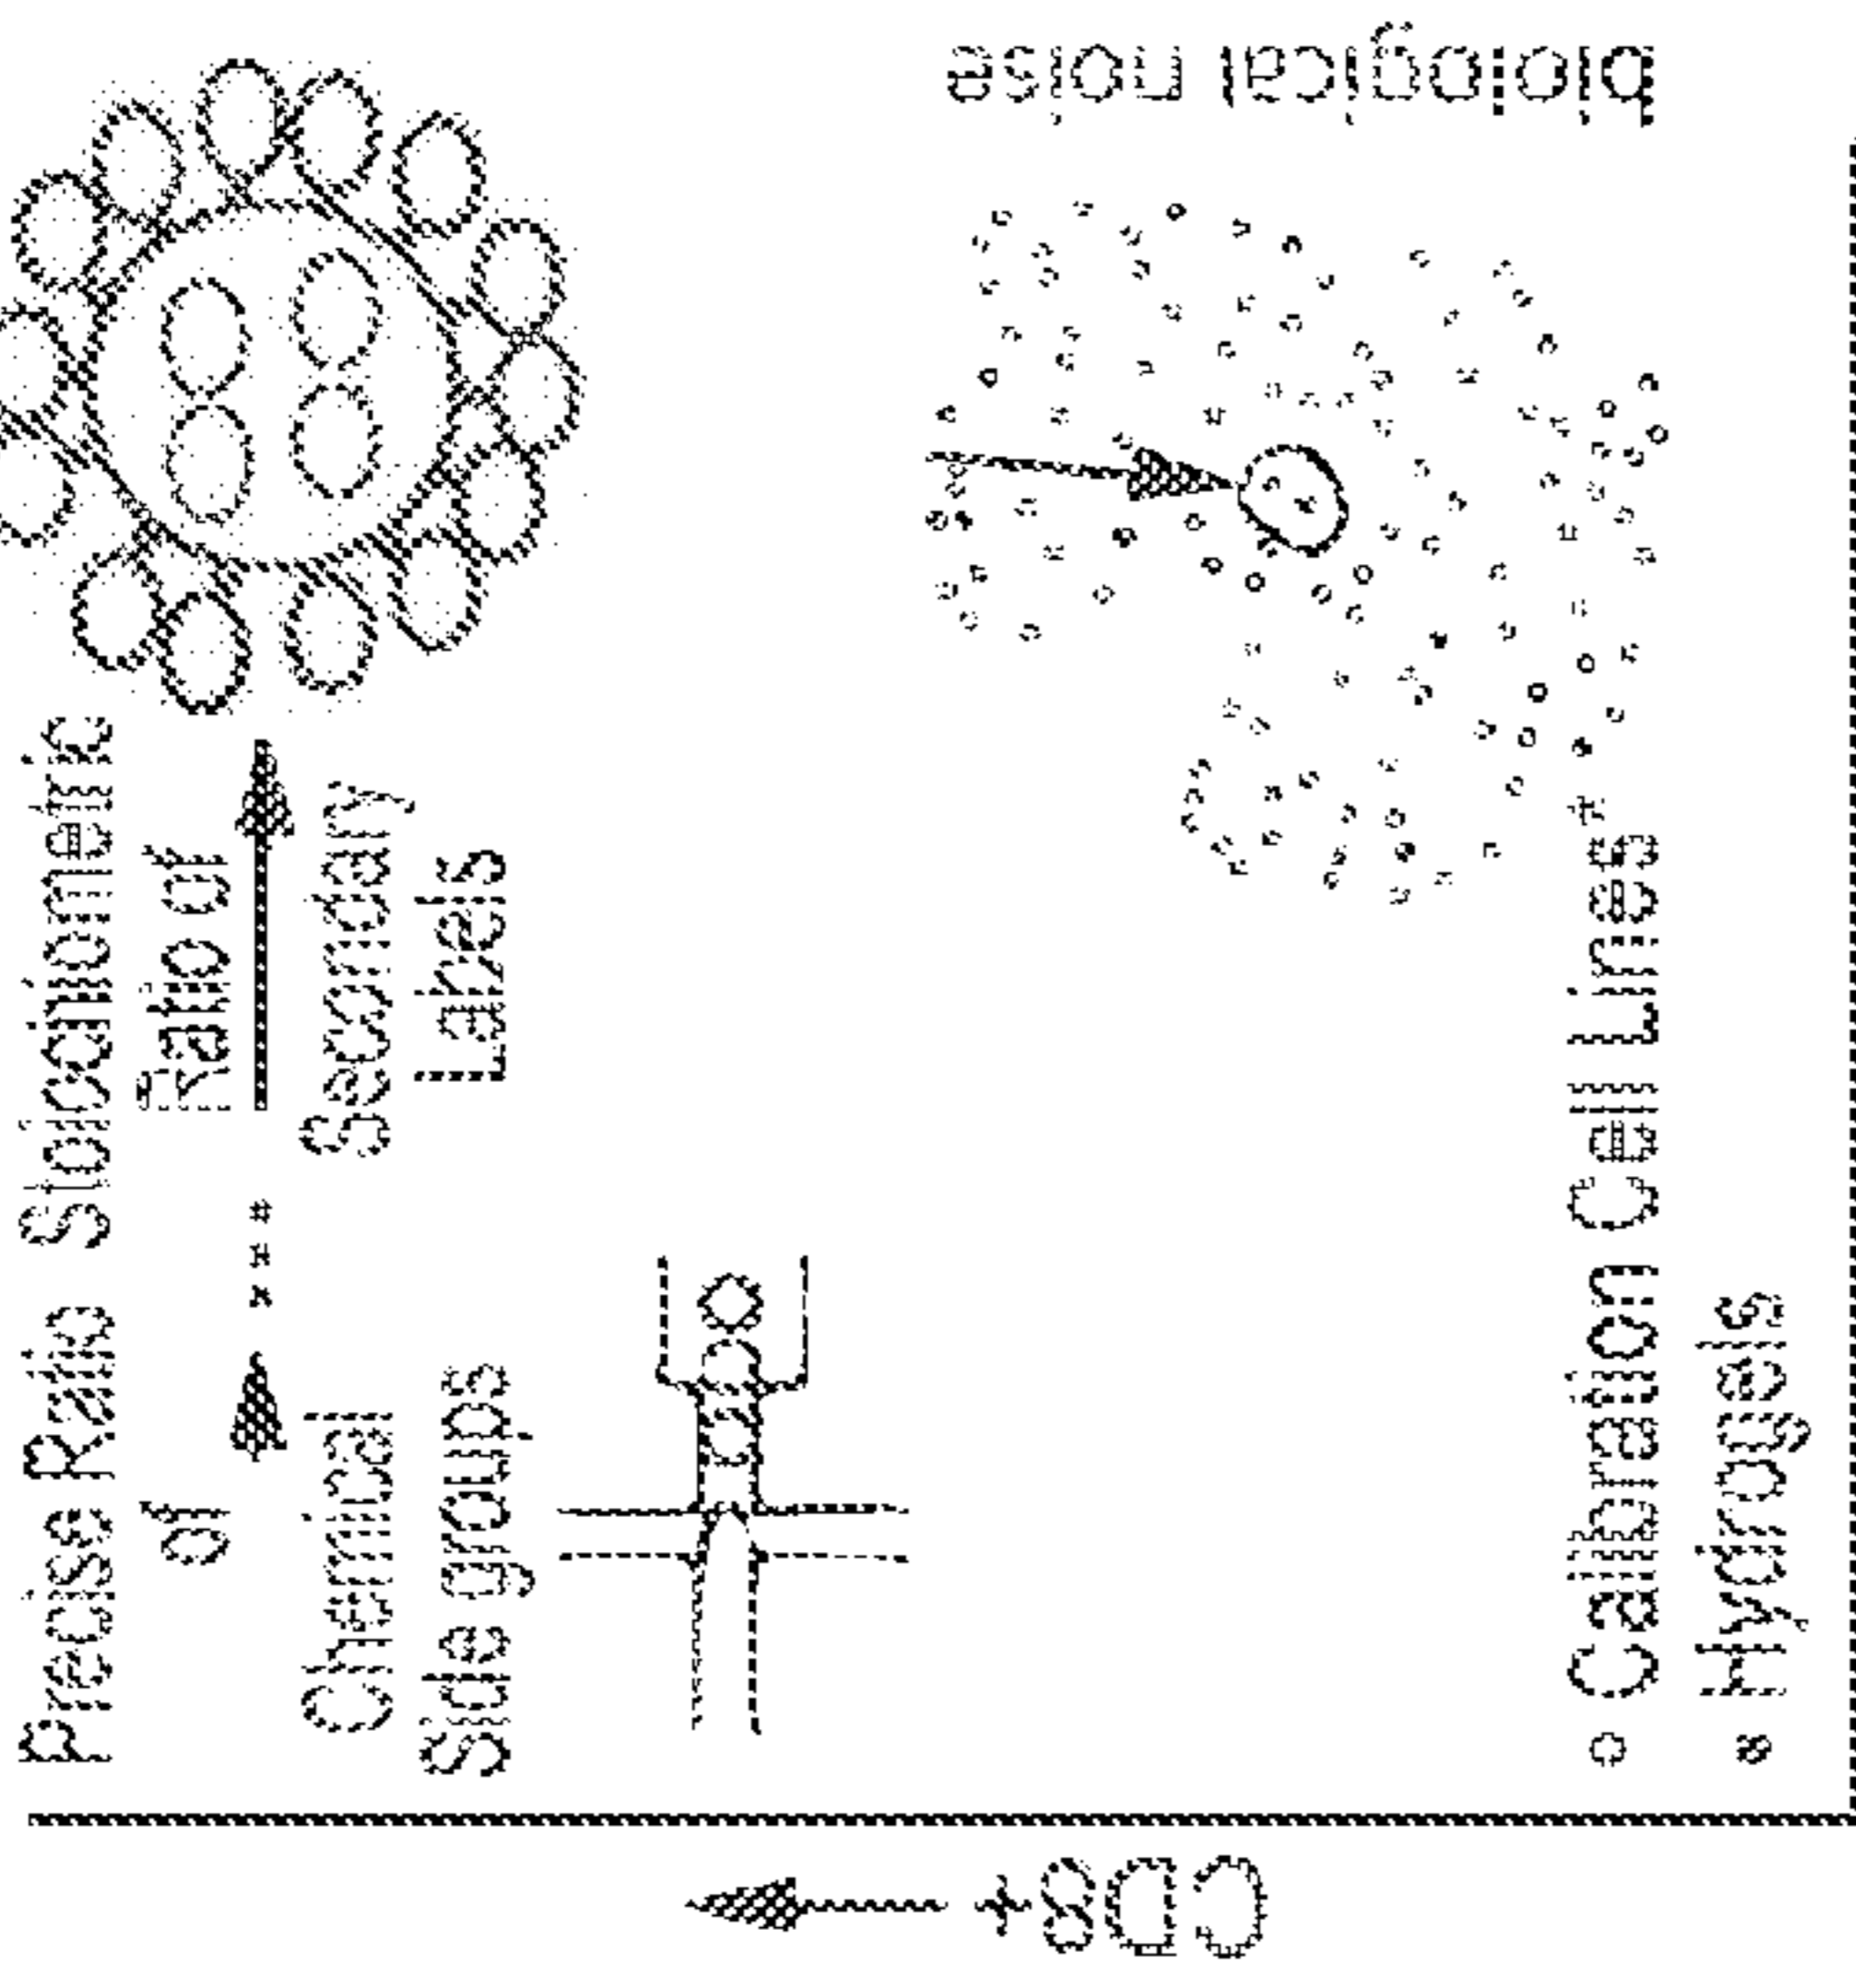 Precise Ratio
of
Chemical
Side groups
Stoichiometric
Ratio of
Secondary
Labels
CD8+
biological noise
Calibration Cell Lines
Hydrogels